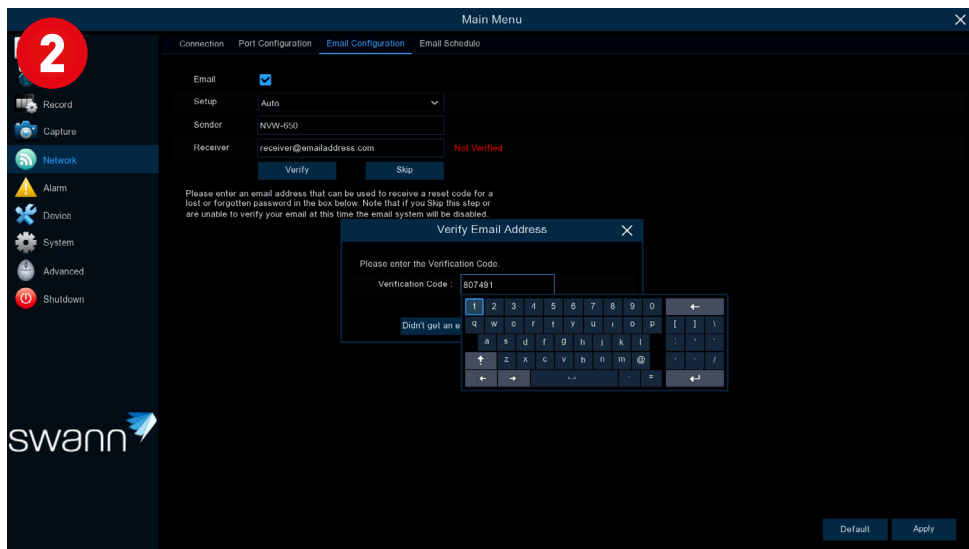 Main Menu
2
Connection Port Configuration Email Configuration Email Schedule
Email
Setup Auto
Sender NVW-650
Receiver receiver@emailaddress.com Not Verified
Verify Skip
Please enter an email address that can be used to receive a reset code for a
lost or forgotten password in the box below. Note that if you Skip this step or
are unable to verify your email at this time the email system will be disabled.
Record
Capture
Network
Alarm
Device
System
Advanced
Shutdown
Verify Email Address
Please enter the Verification Code.
Verification Code : 807491
Didn't get an e
1 2 3 4 5 6 7 8 9 0
q w e r t y u i o p [ ] \
a s d f g h j k l
z x c v b n m @ /
- =
swann
Default Apply